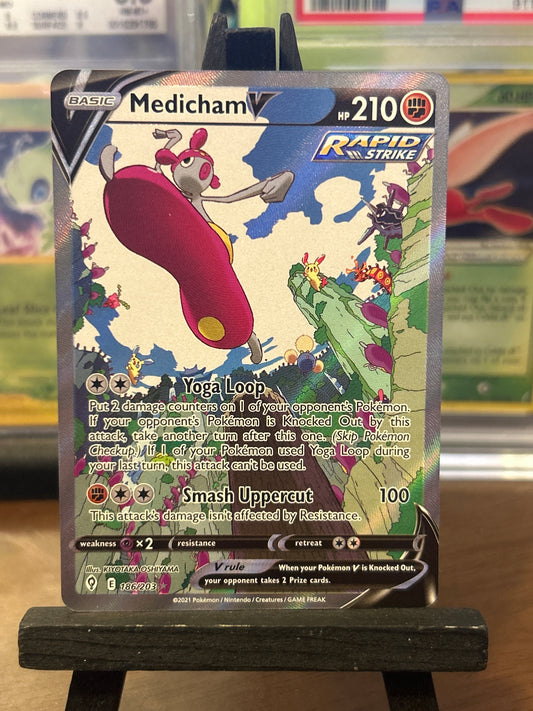 BASIC
Medicham V
HP 210
RAPID
STRIKE
Yoga Loop
Put 2 damage counters on 1 of your opponent's Pokémon.
If your opponent's Pokémon is Knocked Out by this
attack, take another turn after this one. (Skip Pokémon
Checkup.) If 1 of your Pokémon used Yoga Loop during
your last turn, this attack can't be used.
Smash Uppercut 100
This attack's damage isn't affected by Resistance.
weakness ×2 resistance retreat
Illus. KIYOTAKA OSHIYAMA
V rule When your Pokémon V is Knocked Out,
your opponent takes 2 Prize cards.
E 186/203
©2021 Pokémon / Nintendo / Creatures / GAME FREAK